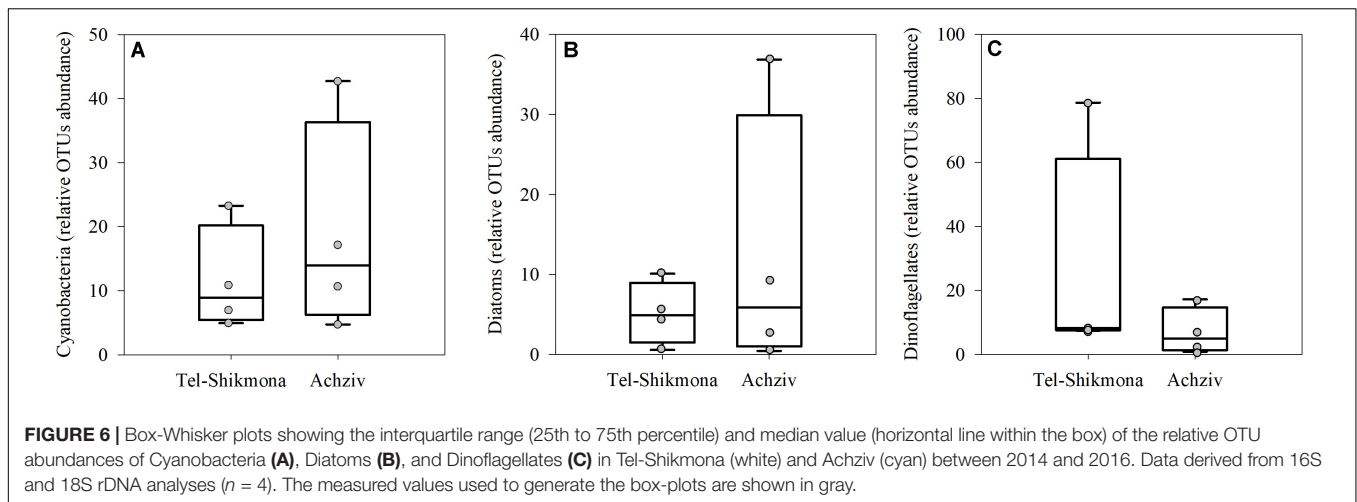 A
Cyanobacteria (relative OTUs abundance)
50
40
30
20
10
0
Tel-Shikmona Achziv
B
Diatoms (relative OTUs abundance)
40
30
20
10
0
Tel-Shikmona Achziv
C
Dinoflagellates (relative OTUs abundance)
100
80
60
40
20
0
Tel-Shikmona Achziv
FIGURE 6 | Box-Whisker plots showing the interquartile range (25th to 75th percentile) and median value (horizontal line within the box) of the relative OTU
abundances of Cyanobacteria (A), Diatoms (B), and Dinoflagellates (C) in Tel-Shikmona (white) and Achziv (cyan) between 2014 and 2016. Data derived from 16S
and 18S rDNA analyses (n = 4). The measured values used to generate the box-plots are shown in gray.